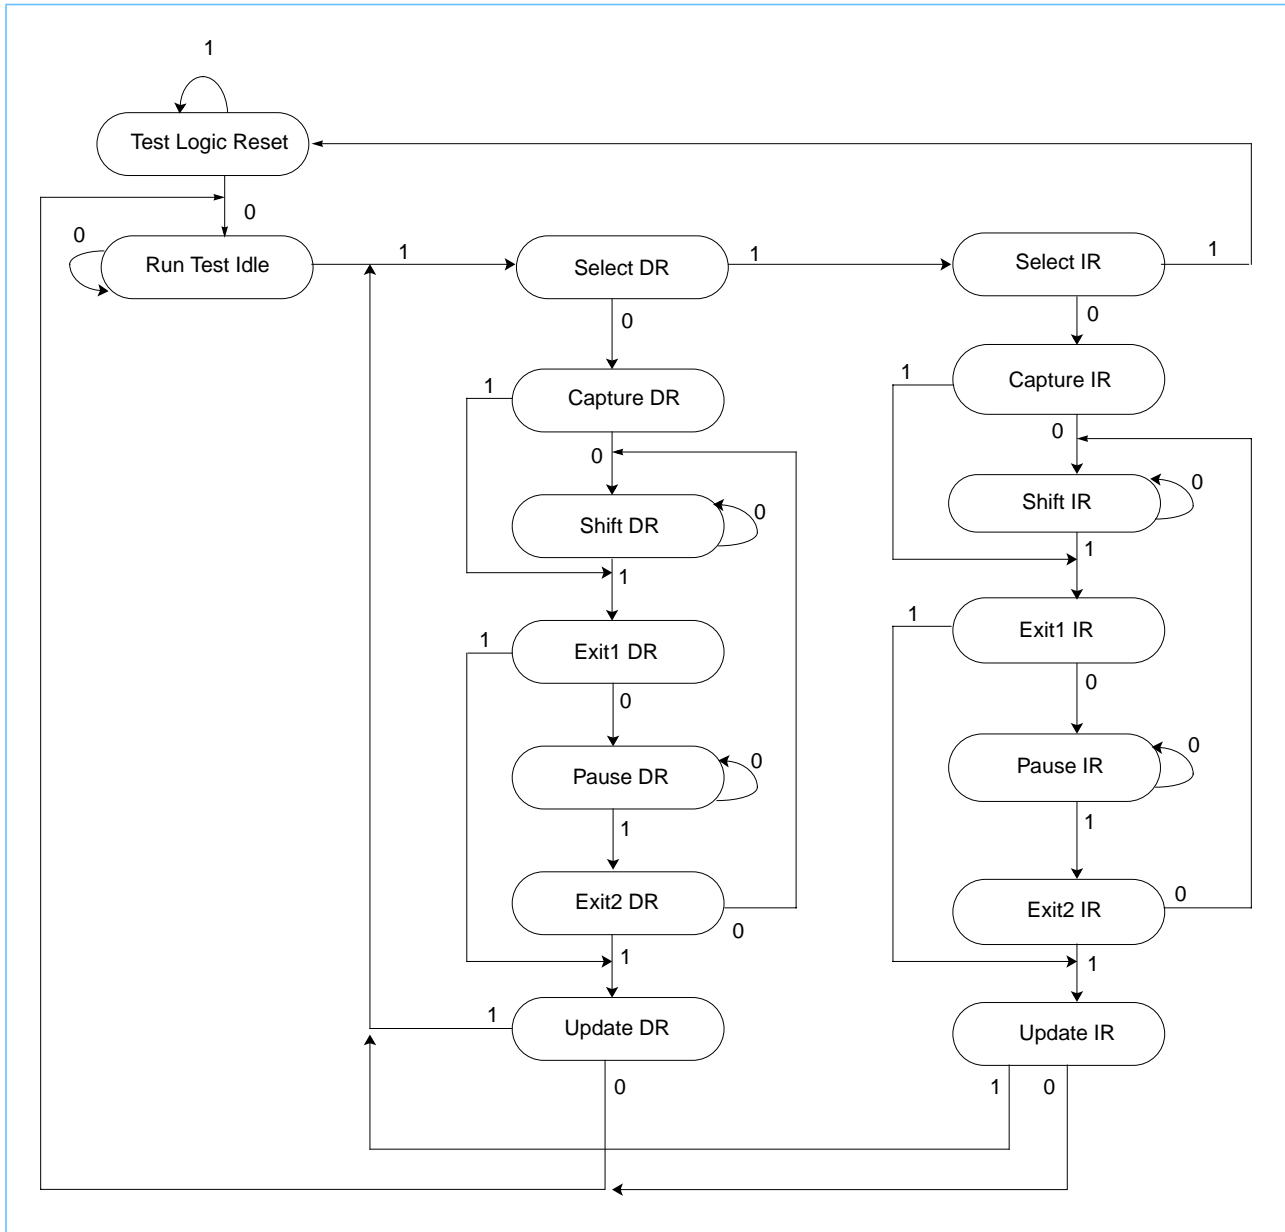 1
Test Logic Reset
0
0
Run Test Idle
1
Select DR
1
Select IR
1
0
0
1
Capture DR
1
Capture IR
0
0
Shift DR
0
Shift IR
0
1
1
1
Exit1 DR
1
Exit1 IR
0
0
Pause DR
0
Pause IR
0
1
1
Exit2 DR
0
Exit2 IR
0
1
1
1
Update DR
Update IR
0
1
0